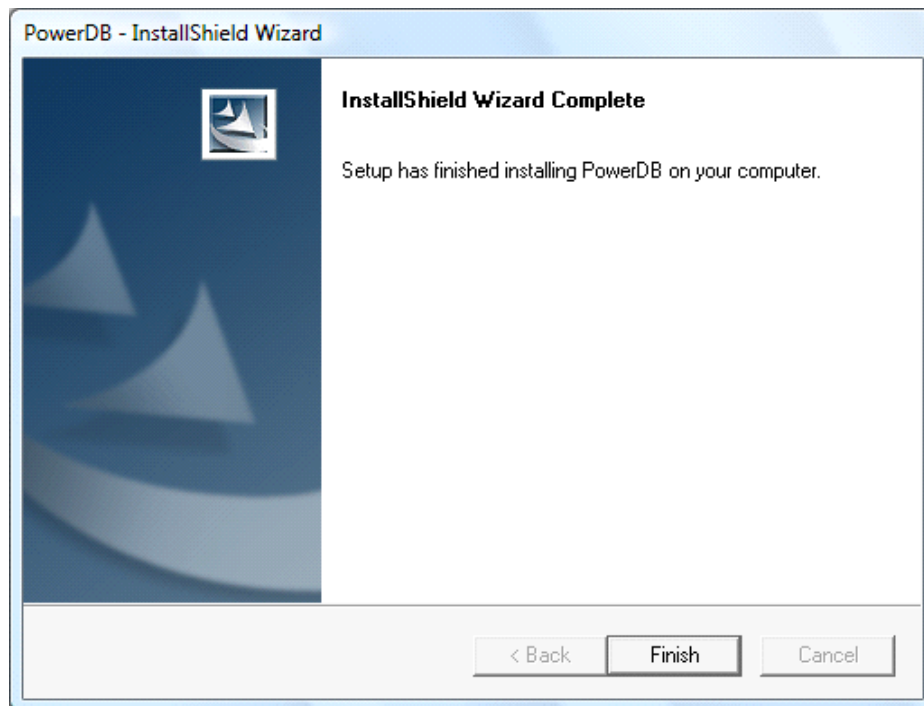 PowerDB - InstallShield Wizard
InstallShield Wizard Complete
Setup has finished installing PowerDB on your computer.
< Back Finish Cancel